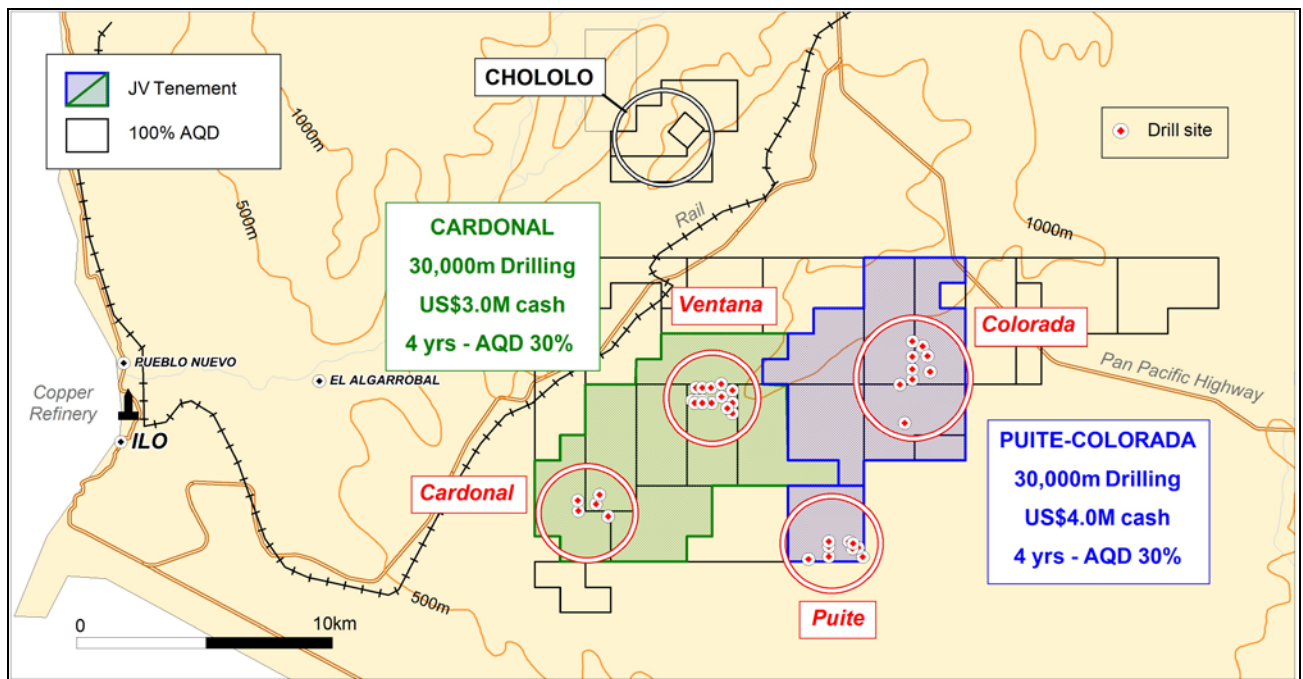 JV Tenement
100% AQD
1000m
500m
CHOLOLO
Drill site
Rail
1000m
CARDONAL
30,000m Drilling
US$3.0M cash
4 yrs - AQD 30%
Ventana
Colorada
Pan Pacific Highway
PUEBLO NUEVO
EL ALGARROBAL
Copper
Refinery
ILO
Cardonal
PUITE-COLORADA
30,000m Drilling
US$4.0M cash
4 yrs - AQD 30%
500m
Puite
0
10km